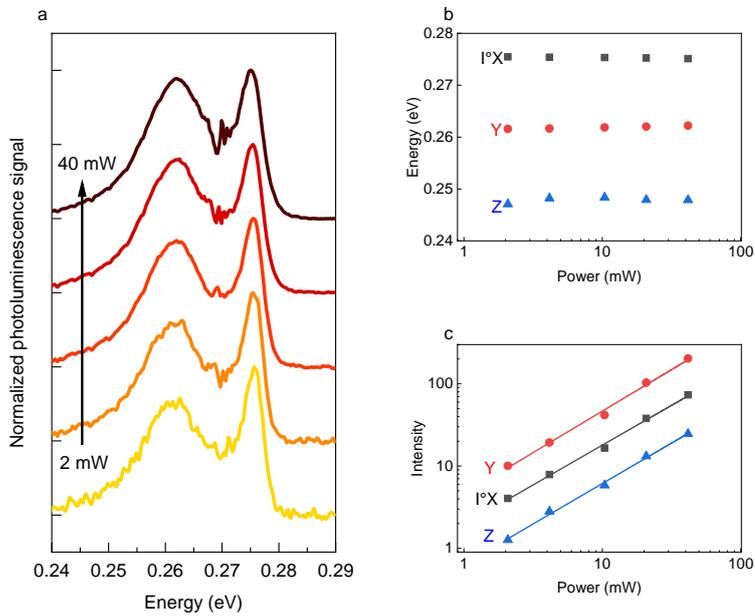 a
Normalized photoluminescence signal
40 mW
2 mW
0.24 0.25 0.26 0.27 0.28 0.29
Energy (eV)
b
Energy (eV)
0.28
0.27
0.26
0.25
0.24
I°X
Y
Z
1 10 100
Power (mW)
c
Intensity
100
10
1
Y
I°X
Z
1 10 100
Power (mW)